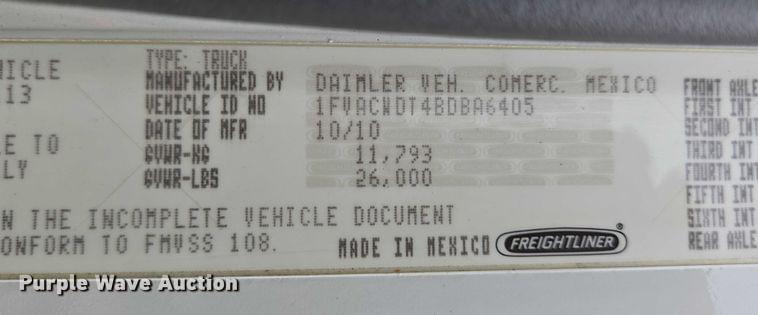 TYPE: TRUCK
HICLE MANUFACTURED BY DAIMLER VEH. COMERC. MEXICO FRONT AXLE
13 VEHICLE ID NO 1FVACWDT4BDBA6405 FIRST INT
DATE OF MFR 10/10 SECOND INT
E TO GVWR-KG 11,793 THIRD INT
LY GVWR-LBS 26,000 FOURTH INT
FIFTH INT
N THE INCOMPLETE VEHICLE DOCUMENT SIXTH INT
ONFORM TO FMVSS 108. MADE IN MEXICO FREIGHTLINER® REAR AXLE
Purple Wave Auction